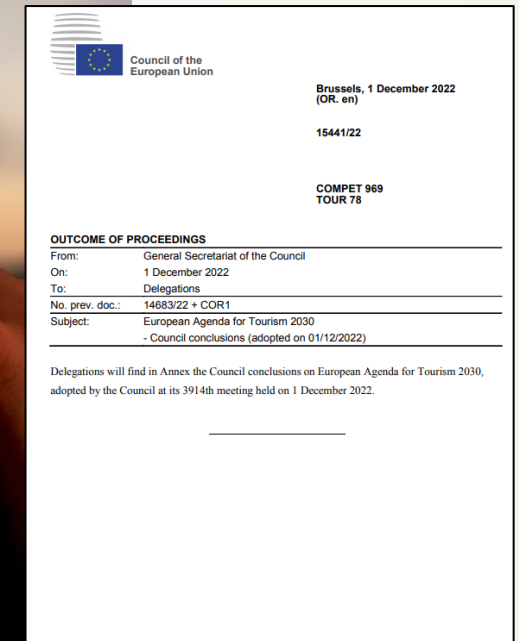 Council of the
European Union
Brussels, 1 December 2022
(OR. en)
15441/22
COMPET 969
TOUR 78
OUTCOME OF PROCEEDINGS
From: General Secretariat of the Council
On: 1 December 2022
To: Delegations
No. prev. doc.: 14683/22 + COR1
Subject: European Agenda for Tourism 2030
- Council conclusions (adopted on 01/12/2022)
Delegations will find in Annex the Council conclusions on European Agenda for Tourism 2030,
adopted by the Council at its 3914th meeting held on 1 December 2022.